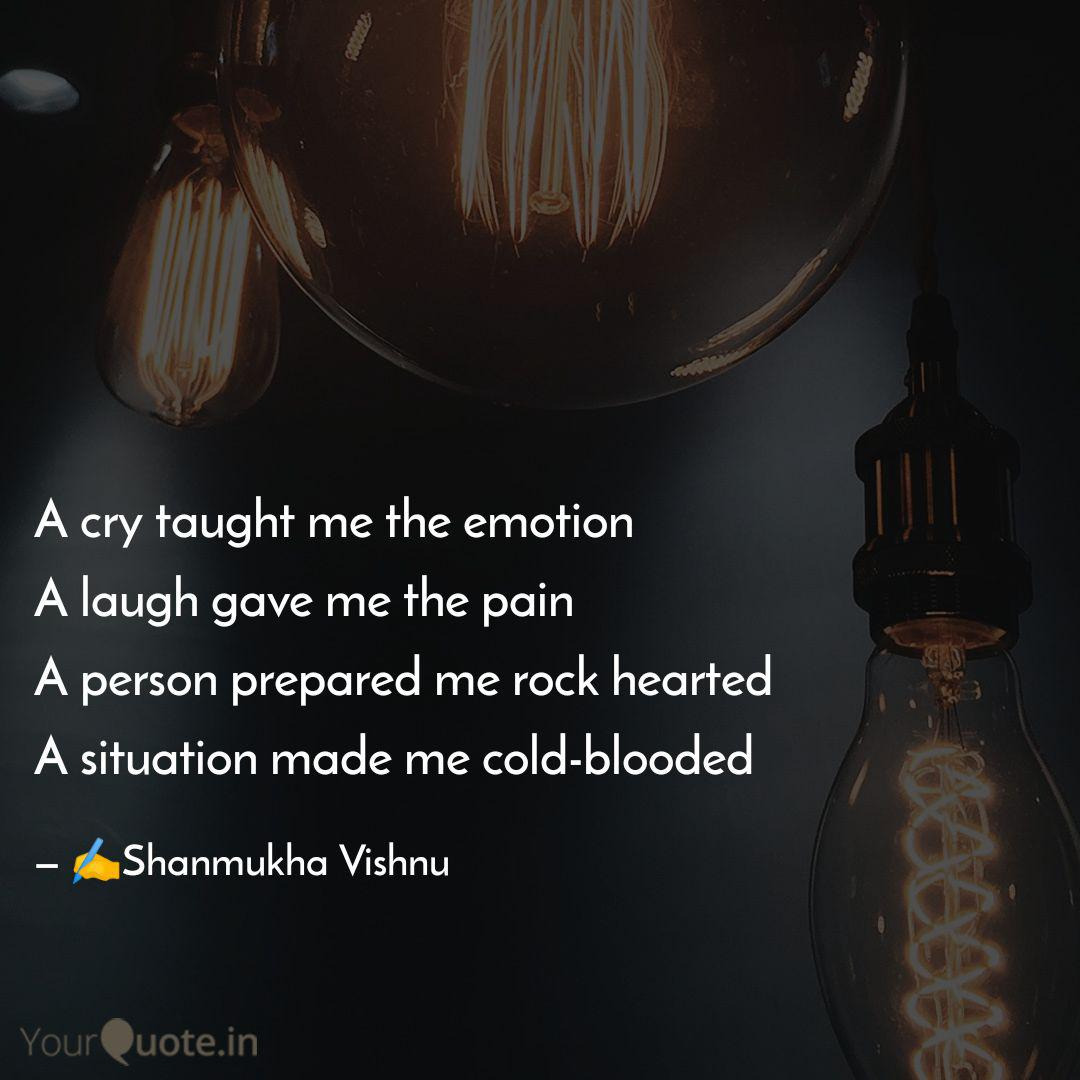 A cry taught me the emotion
A laugh gave me the pain
A person prepared me rock hearted
A situation made me cold-blooded
– ✍️Shanmukha Vishnu
YourQuote.in